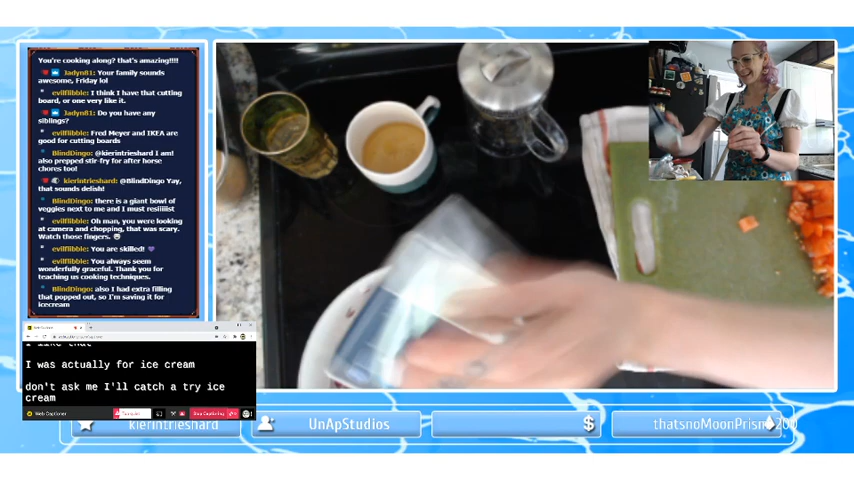 You're cooking along? that's amazing!!!!
Jadyn81: Your family sounds
awesome, Friday lol
evilflibble: I think I have that cutting
board, or one very like it.
Jadyn81: Do you have any
siblings?
evilflibble: Fred Meyer and IKEA are
good for cutting boards
BlindDingo: @kierintrieshard I am!
also prepped stir-fry for after horse
chores too!
kierintrieshard: @BlindDingo Yay,
that sounds delish!
BlindDingo: there is a giant bowl of
veggies next to me and I must resiiiiist
evilflibble: Oh man, you were looking
at camera and chopping, that was scary.
Watch those fingers.
evilflibble: You are skilled!
evilflibble: You always seem
wonderfully graceful. Thank you for
teaching us cooking techniques.
BlindDingo: also I had extra filling
that popped out, so I'm saving it for
icecream
I was actually for ice cream
don't ask me I'll catch a try ice
cream
Web Captioner
Stop Captioning
kierintrieshard
UnApStudios
$
thatsnoMoonPrism